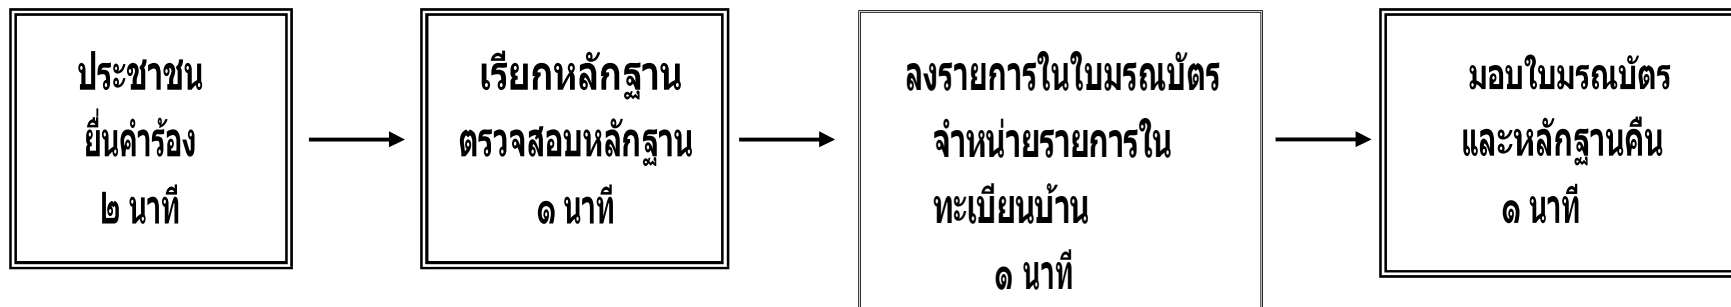 ประชาชน
ยื่นคำร้อง
๒ นาที
เรียกหลักฐาน
ตรวจสอบหลักฐาน
๑ นาที
ลงรายการในใบมรณบัตร
จำหน่ายรายการใน
ทะเบียนบ้าน
๑ นาที
มอบใบมรณบัตร
และหลักฐานคืน
๑ นาที